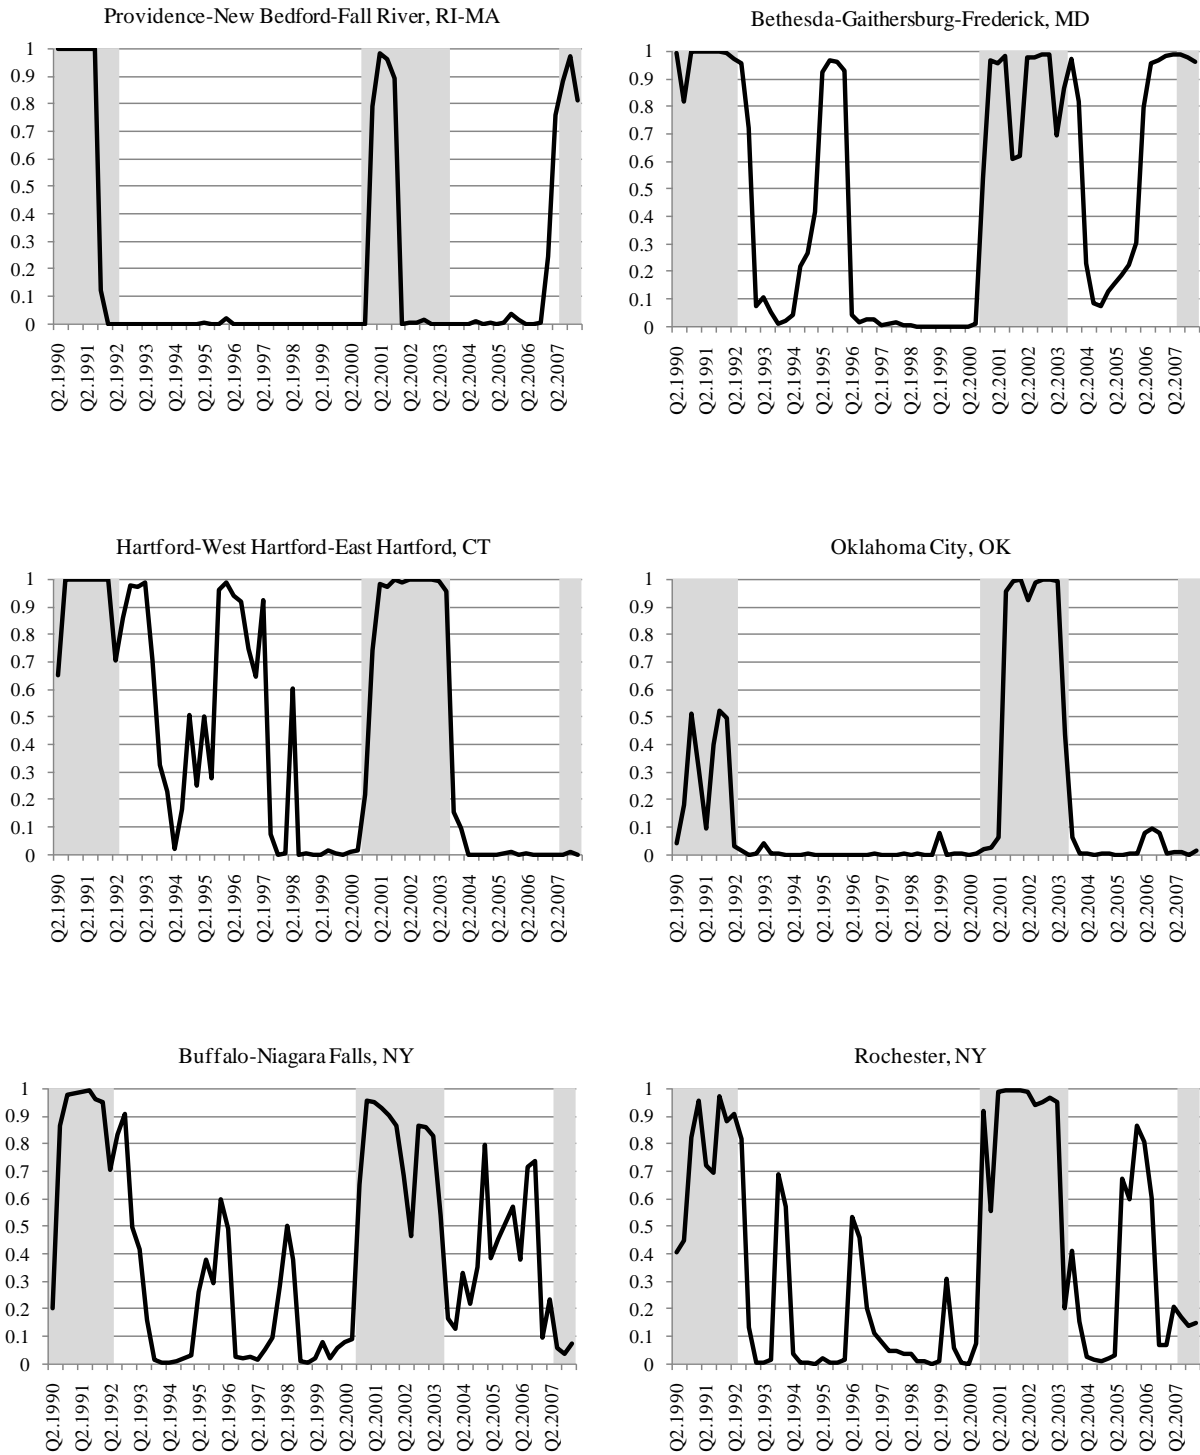 Providence-New Bedford-Fall River, RI-MA
1
0.9
0.8
0.7
0.6
0.5
0.4
0.3
0.2
0.1
0
Q2.1990
Q2.1991
Q2.1992
Q2.1993
Q2.1994
Q2.1995
Q2.1996
Q2.1997
Q2.1998
Q2.1999
Q2.2000
Q2.2001
Q2.2002
Q2.2003
Q2.2004
Q2.2005
Q2.2006
Q2.2007
Bethesda-Gaithersburg-Frederick, MD
1
0.9
0.8
0.7
0.6
0.5
0.4
0.3
0.2
0.1
0
Q2.1990
Q2.1991
Q2.1992
Q2.1993
Q2.1994
Q2.1995
Q2.1996
Q2.1997
Q2.1998
Q2.1999
Q2.2000
Q2.2001
Q2.2002
Q2.2003
Q2.2004
Q2.2005
Q2.2006
Q2.2007
Hartford-West Hartford-East Hartford, CT
1
0.9
0.8
0.7
0.6
0.5
0.4
0.3
0.2
0.1
0
Q2.1990
Q2.1991
Q2.1992
Q2.1993
Q2.1994
Q2.1995
Q2.1996
Q2.1997
Q2.1998
Q2.1999
Q2.2000
Q2.2001
Q2.2002
Q2.2003
Q2.2004
Q2.2005
Q2.2006
Q2.2007
Oklahoma City, OK
1
0.9
0.8
0.7
0.6
0.5
0.4
0.3
0.2
0.1
0
Q2.1990
Q2.1991
Q2.1992
Q2.1993
Q2.1994
Q2.1995
Q2.1996
Q2.1997
Q2.1998
Q2.1999
Q2.2000
Q2.2001
Q2.2002
Q2.2003
Q2.2004
Q2.2005
Q2.2006
Q2.2007
Buffalo-Niagara Falls, NY
1
0.9
0.8
0.7
0.6
0.5
0.4
0.3
0.2
0.1
0
Q2.1990
Q2.1991
Q2.1992
Q2.1993
Q2.1994
Q2.1995
Q2.1996
Q2.1997
Q2.1998
Q2.1999
Q2.2000
Q2.2001
Q2.2002
Q2.2003
Q2.2004
Q2.2005
Q2.2006
Q2.2007
Rochester, NY
1
0.9
0.8
0.7
0.6
0.5
0.4
0.3
0.2
0.1
0
Q2.1990
Q2.1991
Q2.1992
Q2.1993
Q2.1994
Q2.1995
Q2.1996
Q2.1997
Q2.1998
Q2.1999
Q2.2000
Q2.2001
Q2.2002
Q2.2003
Q2.2004
Q2.2005
Q2.2006
Q2.2007